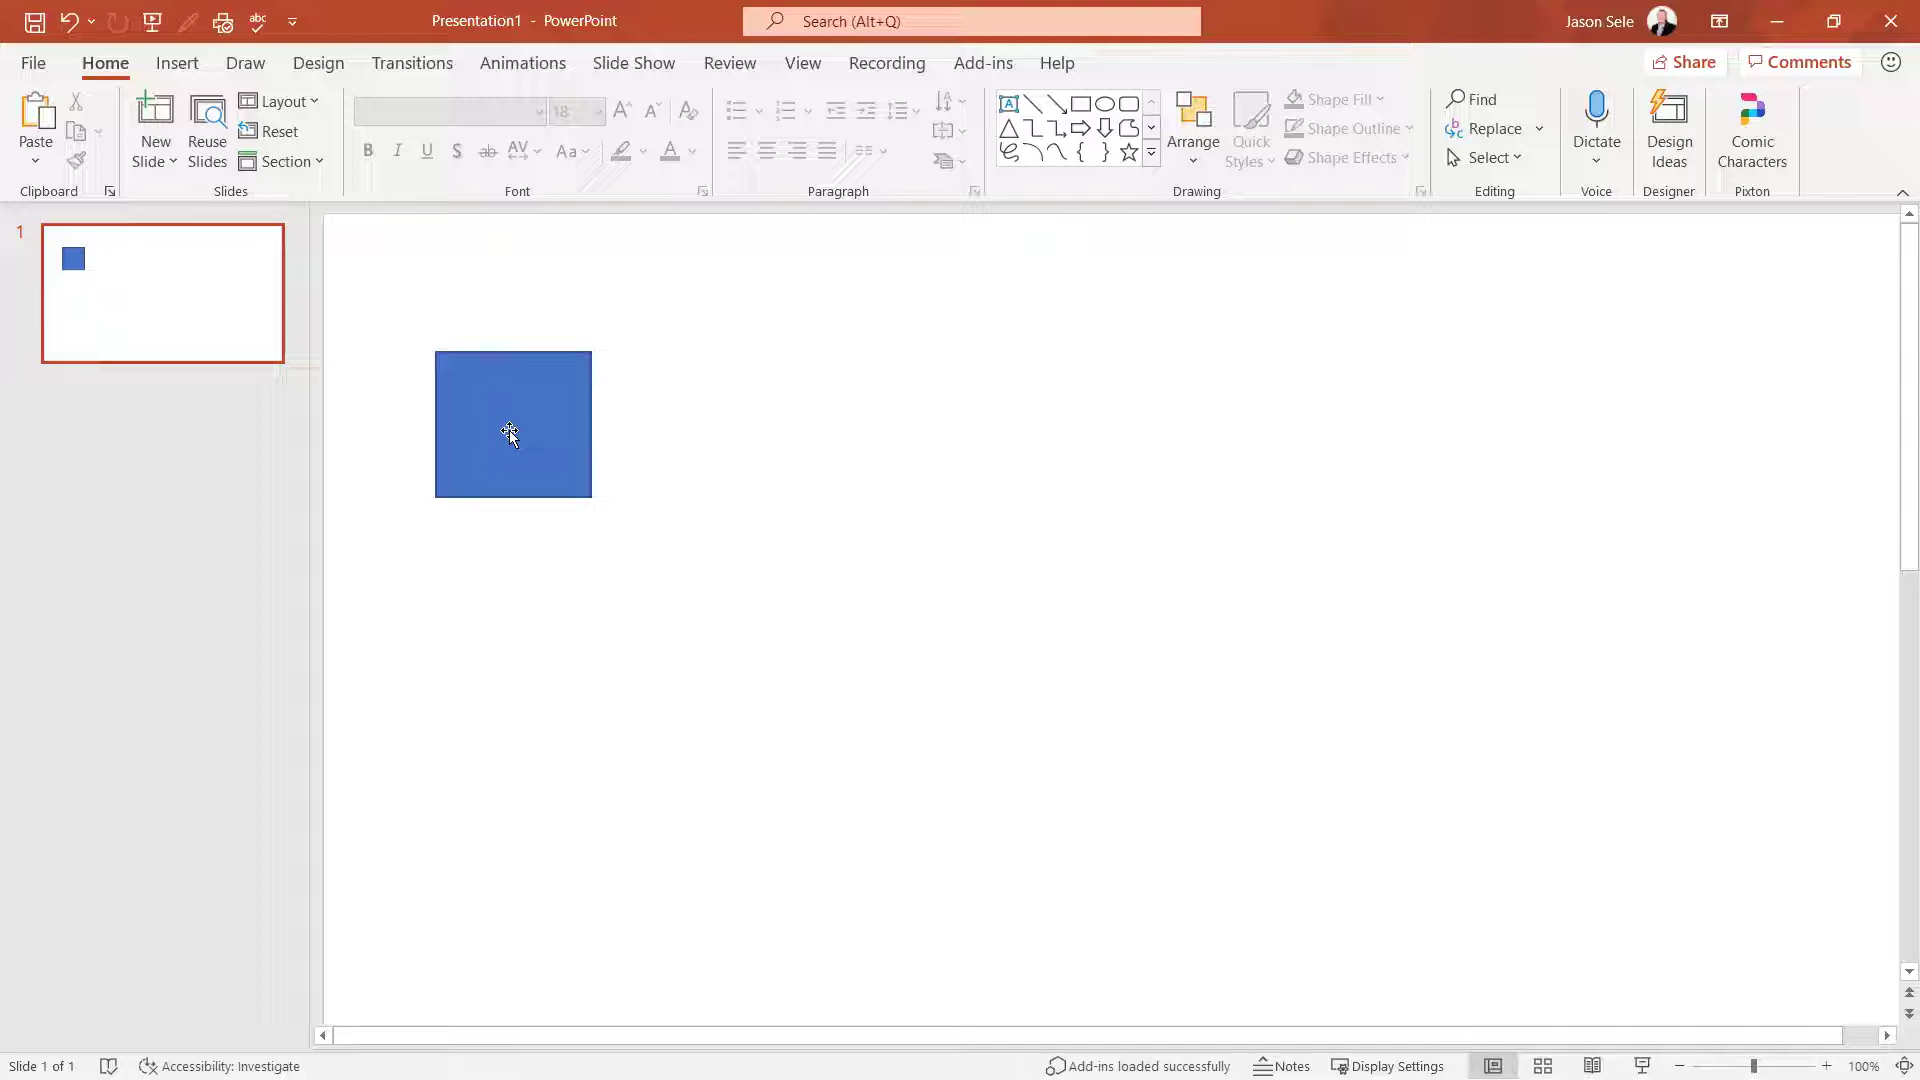 Presentation1 - PowerPoint
Search (Alt+Q)
Jason Sele
File Home Insert Draw Design Transitions Animations Slide Show Review View Recording Add-ins Help
Share Comments
Paste
Clipboard
New Slide
Reuse Slides
Layout
Reset
Section
Slides
18
Font
Paragraph
Arrange
Quick Styles
Shape Fill
Shape Outline
Shape Effects
Drawing
Find
Replace
Select
Editing
Dictate
Voice
Design Ideas
Designer
Comic Characters
Pixton
1
Slide 1 of 1
Accessibility: Investigate
Add-ins loaded successfully
Notes
Display Settings
100%